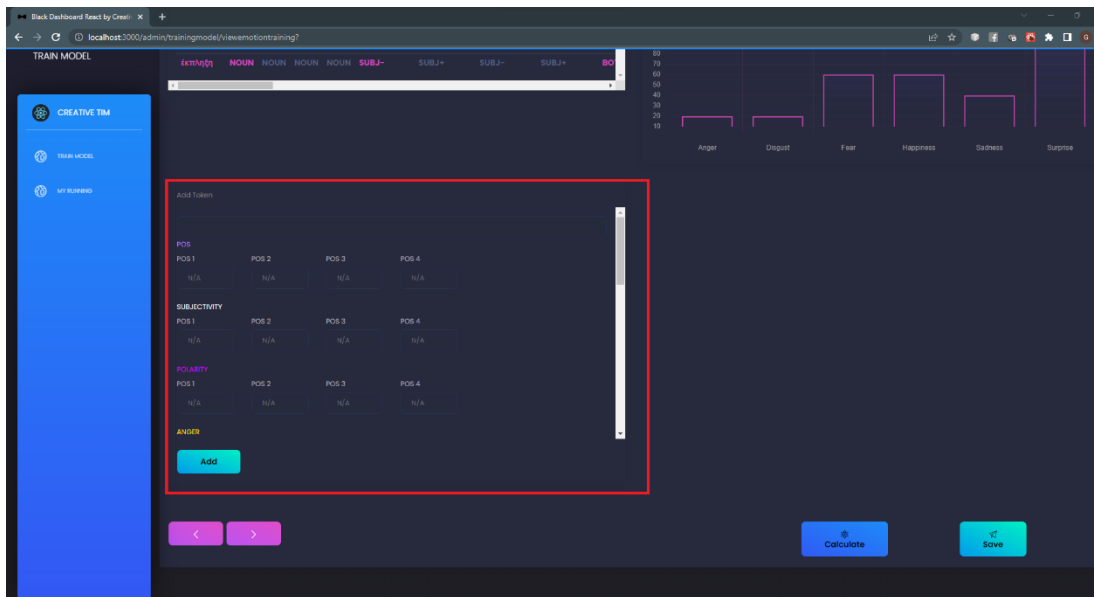 Black Dashboard React by Creativ
localhost:3000/admin/trainingmodel/viewemotiontraining?
TRAIN MODEL
CREATIVE TIM
TRAIN MODEL
MY RUNNING
έκπληξη NOUN NOUN NOUN NOUN SUBJ- SUBJ+ SUBJ- SUBJ+ BO
80
70
60
50
40
30
20
10
Anger Disgust Fear Happiness Sadness Surprise
Add Token
POS
POS 1 POS 2 POS 3 POS 4
N/A N/A N/A N/A
SUBJECTIVITY
POS 1 POS 2 POS 3 POS 4
N/A N/A N/A N/A
POLARITY
POS 1 POS 2 POS 3 POS 4
N/A N/A N/A N/A
ANGER
Add
Calculate
Save